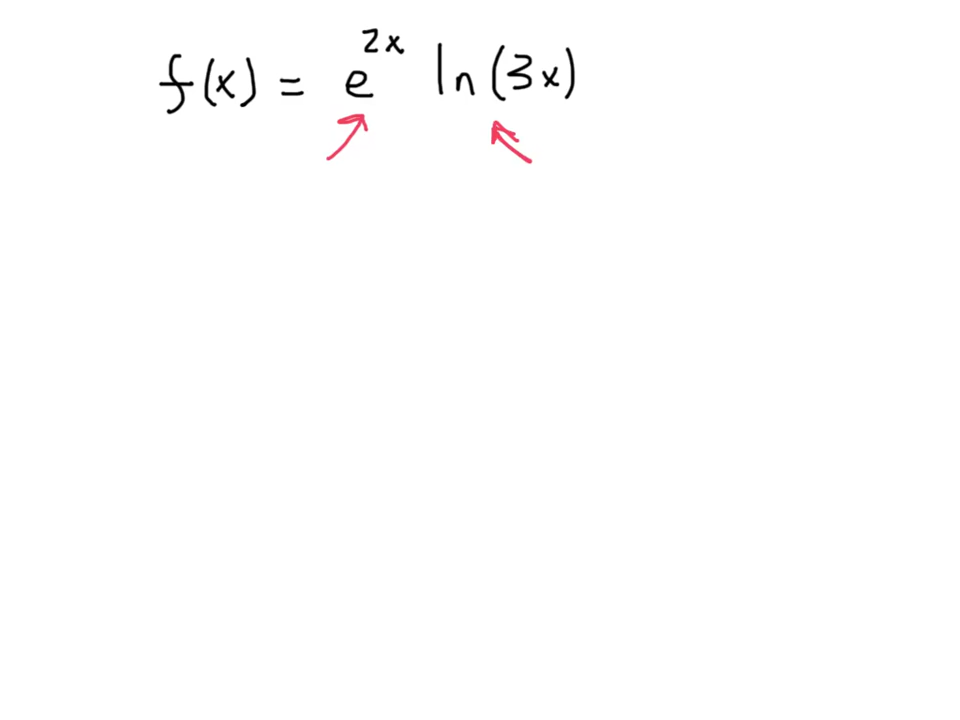 f(x) = e^{2x} ln(3x)